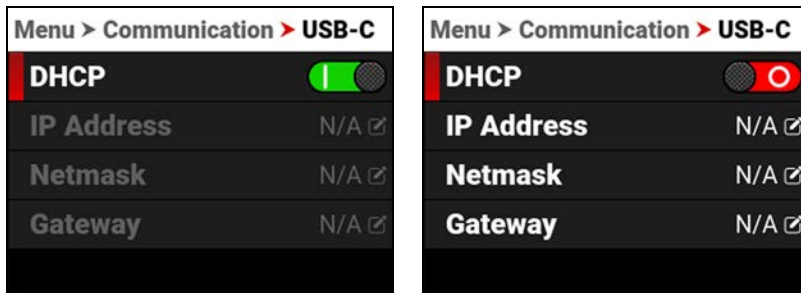 Menu > Communication > USB-C
DHCP
IP Address N/A
Netmask N/A
Gateway N/A
Menu > Communication > USB-C
DHCP
IP Address N/A
Netmask N/A
Gateway N/A